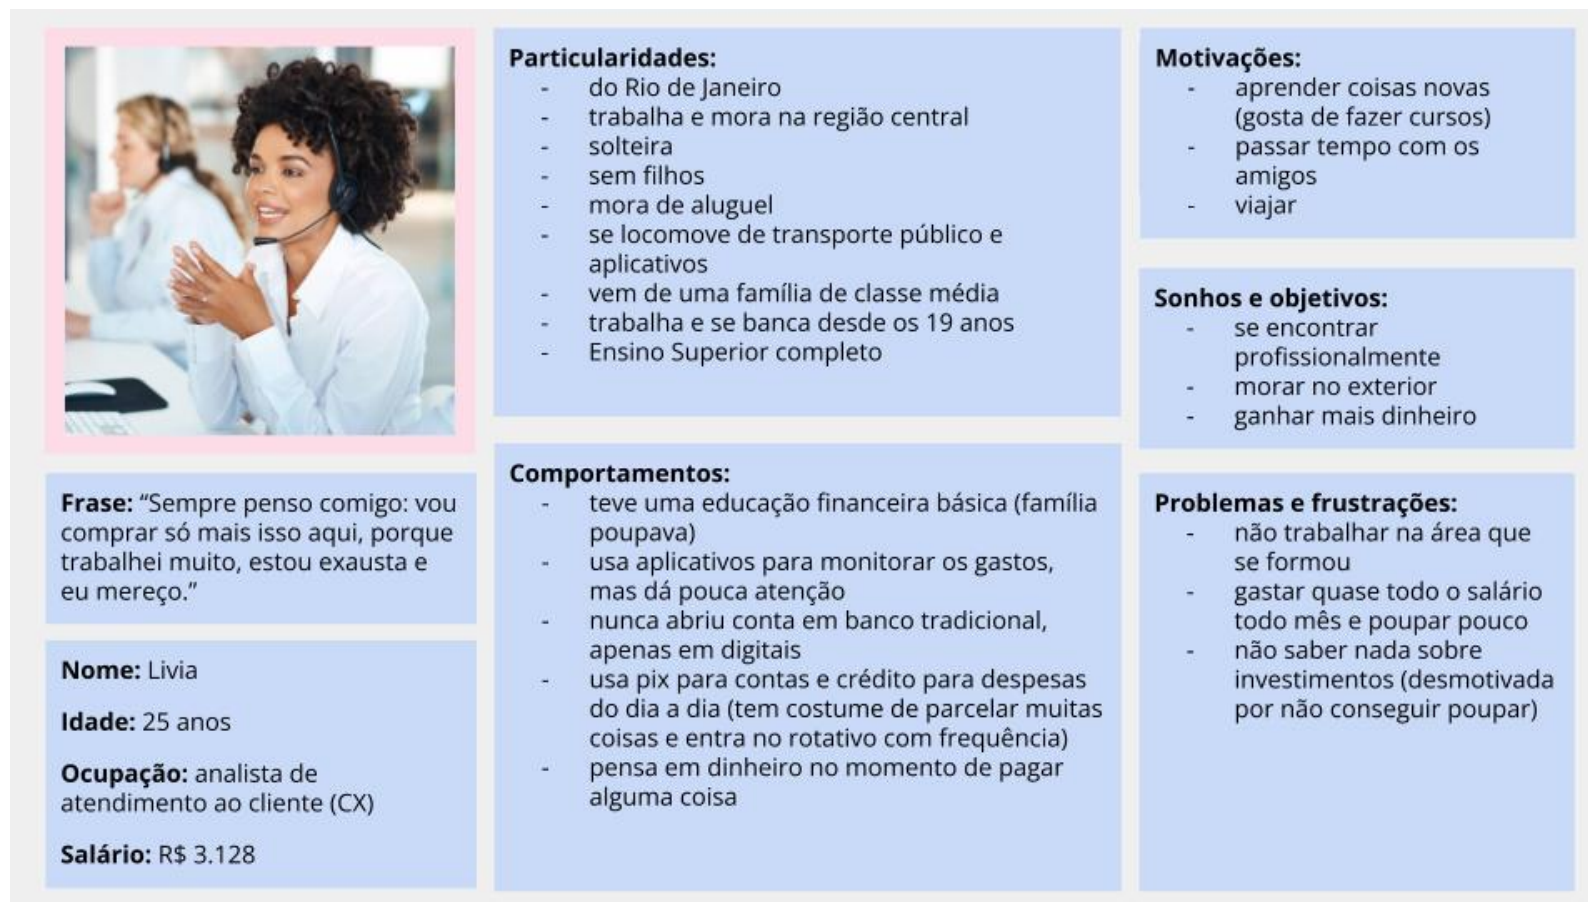 Frase: “Sempre penso comigo: vou
comprar só mais isso aqui, porque
trabalhei muito, estou exausta e
eu mereço.”
Nome: Livia
Idade: 25 anos
Ocupação: analista de
atendimento ao cliente (CX)
Salário: R$ 3.128
Particularidades:
- do Rio de Janeiro
- trabalha e mora na região central
- solteira
- sem filhos
- mora de aluguel
- se locomove de transporte público e
aplicativos
- vem de uma família de classe média
- trabalha e se banca desde os 19 anos
- Ensino Superior completo
Comportamentos:
- teve uma educação financeira básica (família
poupava)
- usa aplicativos para monitorar os gastos,
mas dá pouca atenção
- nunca abriu conta em banco tradicional,
apenas em digitais
- usa pix para contas e crédito para despesas
do dia a dia (tem costume de parcelar muitas
coisas e entra no rotativo com frequência)
- pensa em dinheiro no momento de pagar
alguma coisa
Motivações:
- aprender coisas novas
(gosta de fazer cursos)
- passar tempo com os
amigos
- viajar
Sonhos e objetivos:
- se encontrar
profissionalmente
- morar no exterior
- ganhar mais dinheiro
Problemas e frustrações:
- não trabalhar na área que
se formou
- gastar quase todo o salário
todo mês e poupar pouco
- não saber nada sobre
investimentos (desmotivada
por não conseguir poupar)